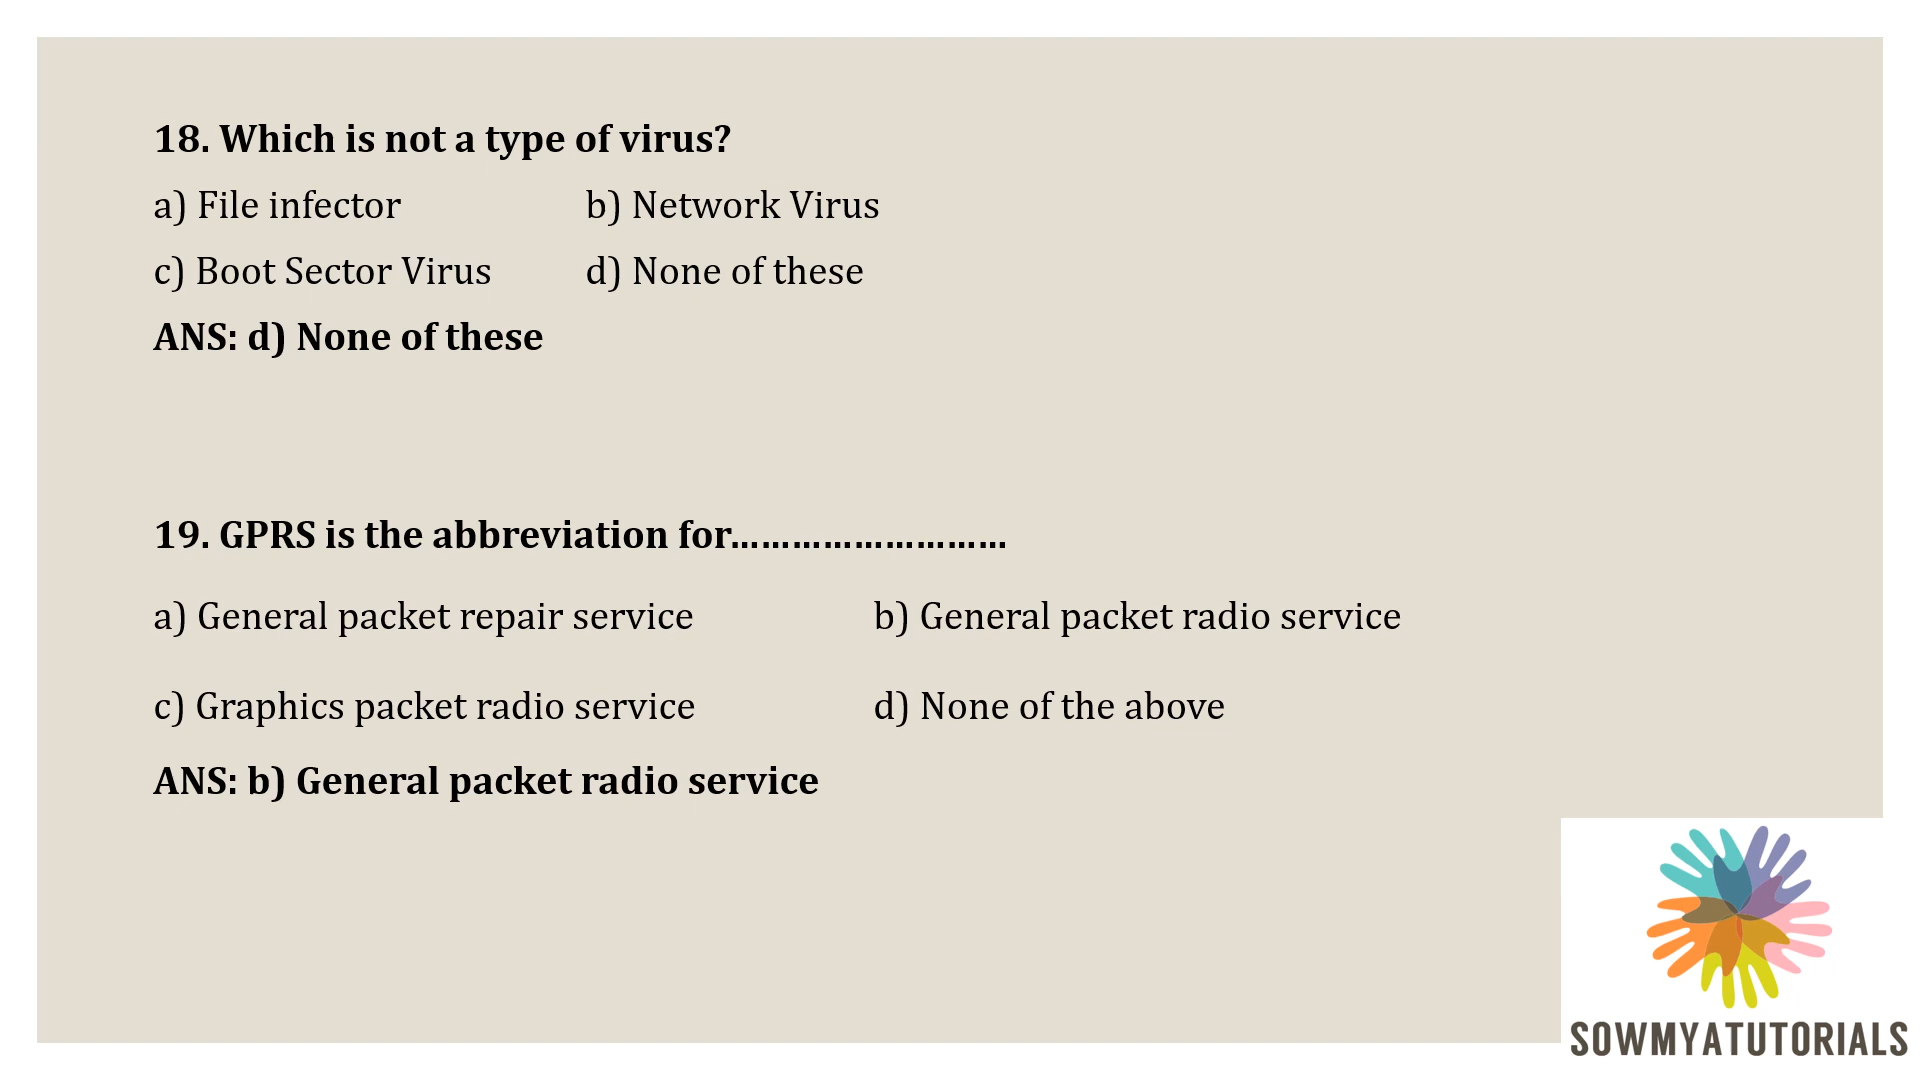 18. Which is not a type of virus?
a) File infector b) Network Virus
c) Boot Sector Virus d) None of these
ANS: d) None of these
19. GPRS is the abbreviation for………………………
a) General packet repair service b) General packet radio service
c) Graphics packet radio service d) None of the above
ANS: b) General packet radio service
SOWMYATUTORIALS